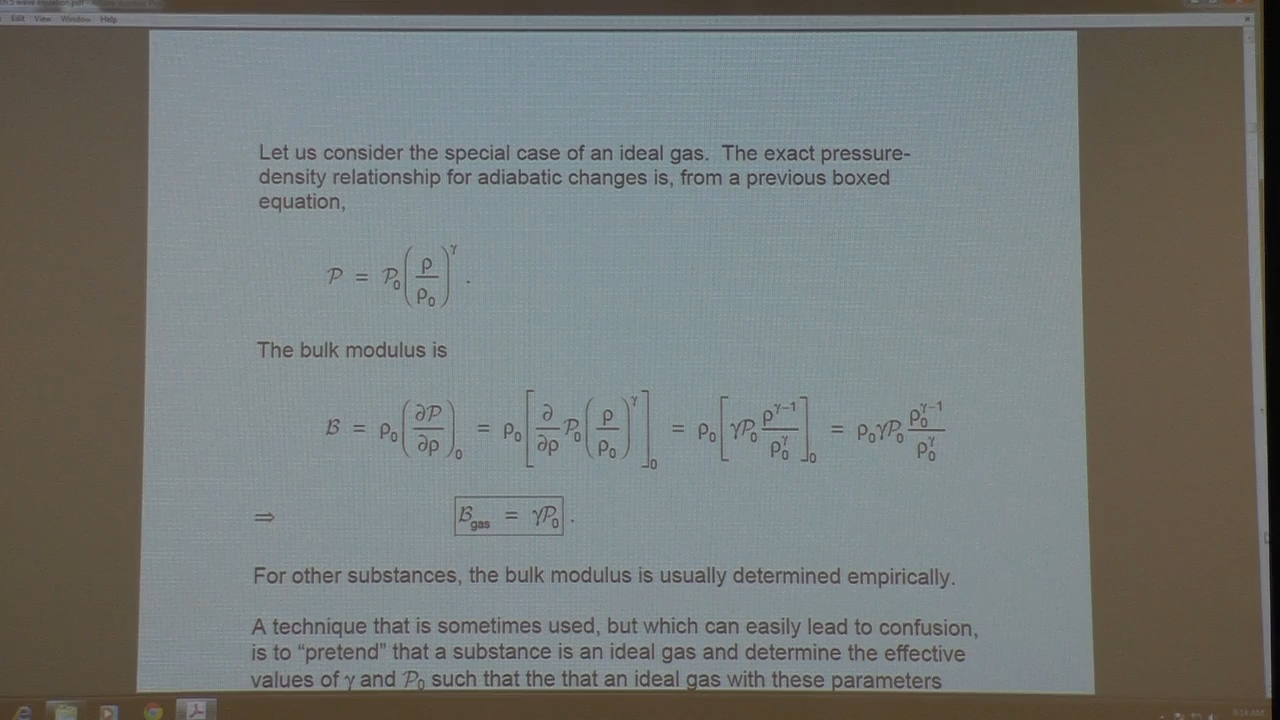 Edit View Window Help
Let us consider the special case of an ideal gas. The exact pressure-
density relationship for adiabatic changes is, from a previous boxed
equation,
𝒫 = 𝒫₀(ρ/ρ₀)^γ .
The bulk modulus is
ℬ = ρ₀(∂𝒫/∂ρ)₀ = ρ₀[∂/∂ρ 𝒫₀(ρ/ρ₀)^γ]₀ = ρ₀[γ𝒫₀ ρ^(γ−1)/ρ₀^γ]₀ = ρ₀γ𝒫₀ ρ₀^(γ−1)/ρ₀^γ
⇒ ℬ_gas = γ𝒫₀ .
For other substances, the bulk modulus is usually determined empirically.
A technique that is sometimes used, but which can easily lead to confusion,
is to “pretend” that a substance is an ideal gas and determine the effective
values of γ and 𝒫₀ such that the that an ideal gas with these parameters